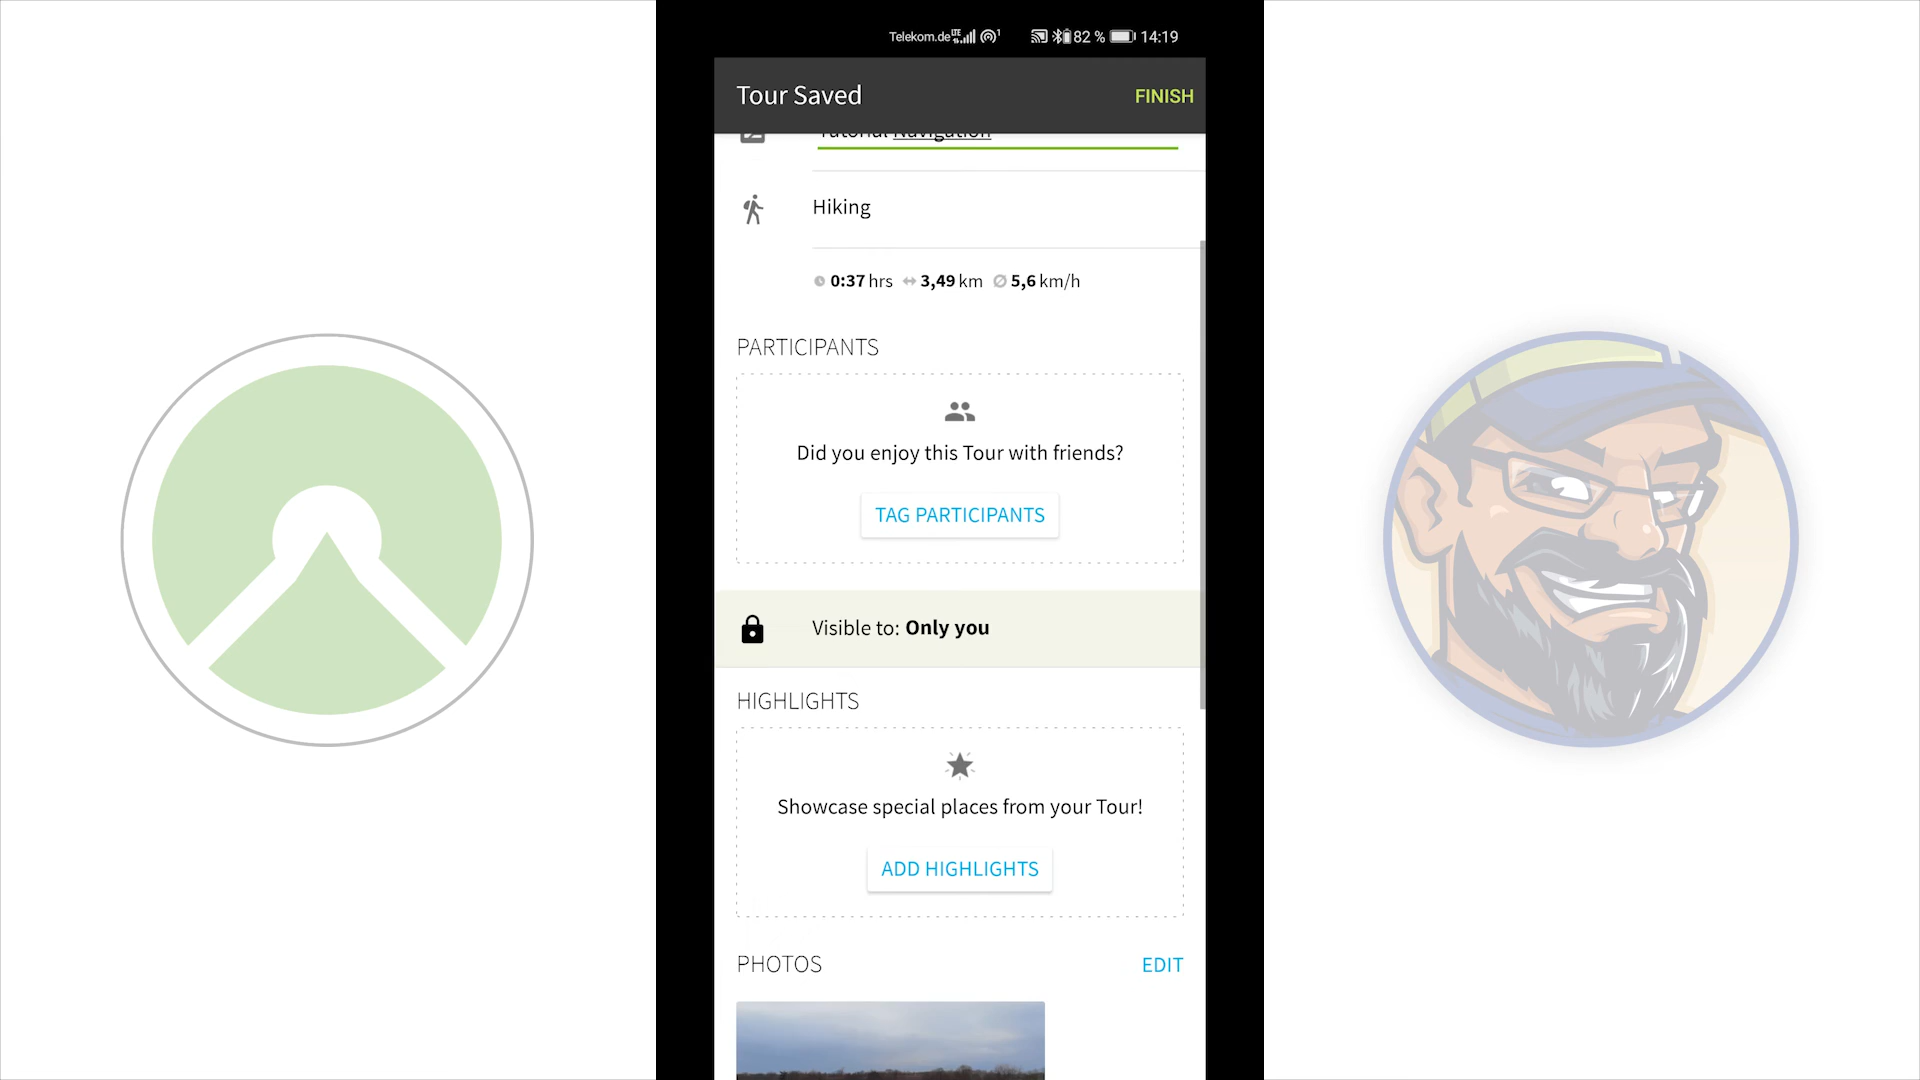 Telekom.de 82 % 14:19
Tour Saved FINISH
Tutorial Navigation
Hiking
0:37 hrs 3,49 km 5,6 km/h
PARTICIPANTS
Did you enjoy this Tour with friends?
TAG PARTICIPANTS
Visible to: Only you
HIGHLIGHTS
Showcase special places from your Tour!
ADD HIGHLIGHTS
PHOTOS EDIT